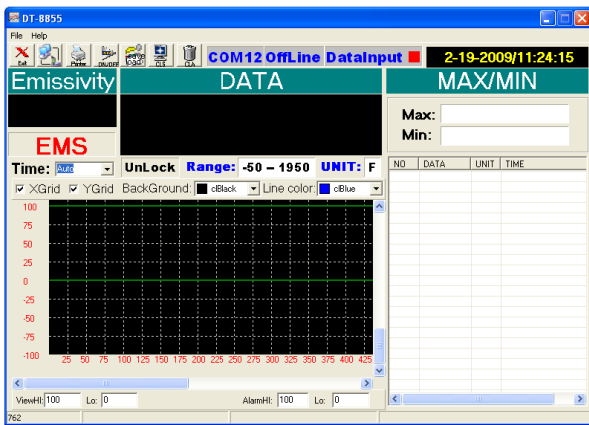 DT-8855
File Help
Exit Printer ON/OFF CLS CLA COM12 OffLine DataInput 2-19-2009/11:24:15
Emissivity DATA MAX/MIN
Max:
Min:
EMS
Time: Auto UnLock Range: -50 – 1950 UNIT: F
NO DATA UNIT TIME
XGrid YGrid BackGround: clBlack Line color: clBlue
100
75
50
25
0
-25
-50
-75
-100
25 50 75 100 125 150 175 200 225 250 275 300 325 350 375 400 425
ViewHI: 100 Lo: 0 AlarmHI: 100 Lo: 0
762